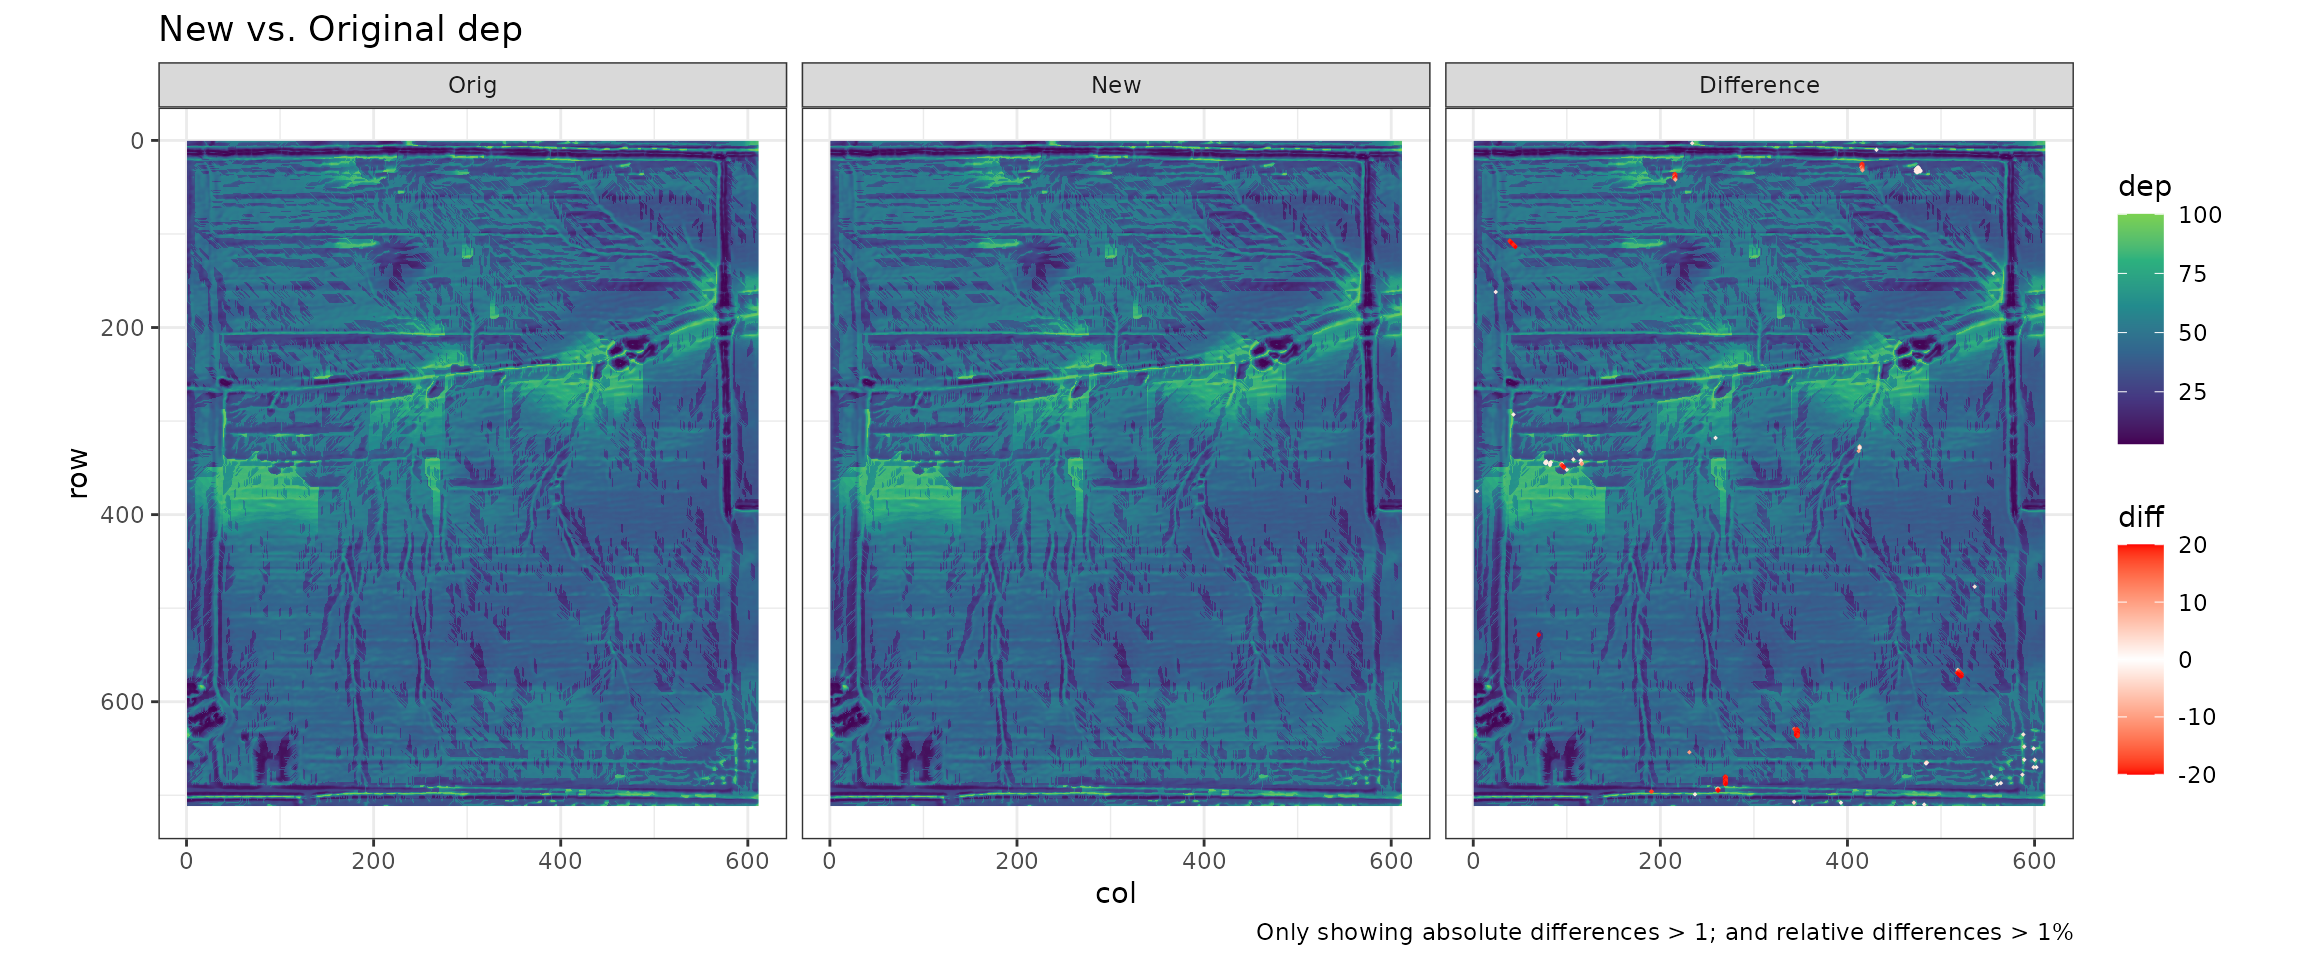 New vs. Original dep
Orig
New
Difference
0
200
400
600
row
0
200
400
600
0
200
400
600
0
200
400
600
col
dep
100
75
50
25
diff
20
10
0
-10
-20
Only showing absolute differences > 1; and relative differences > 1%